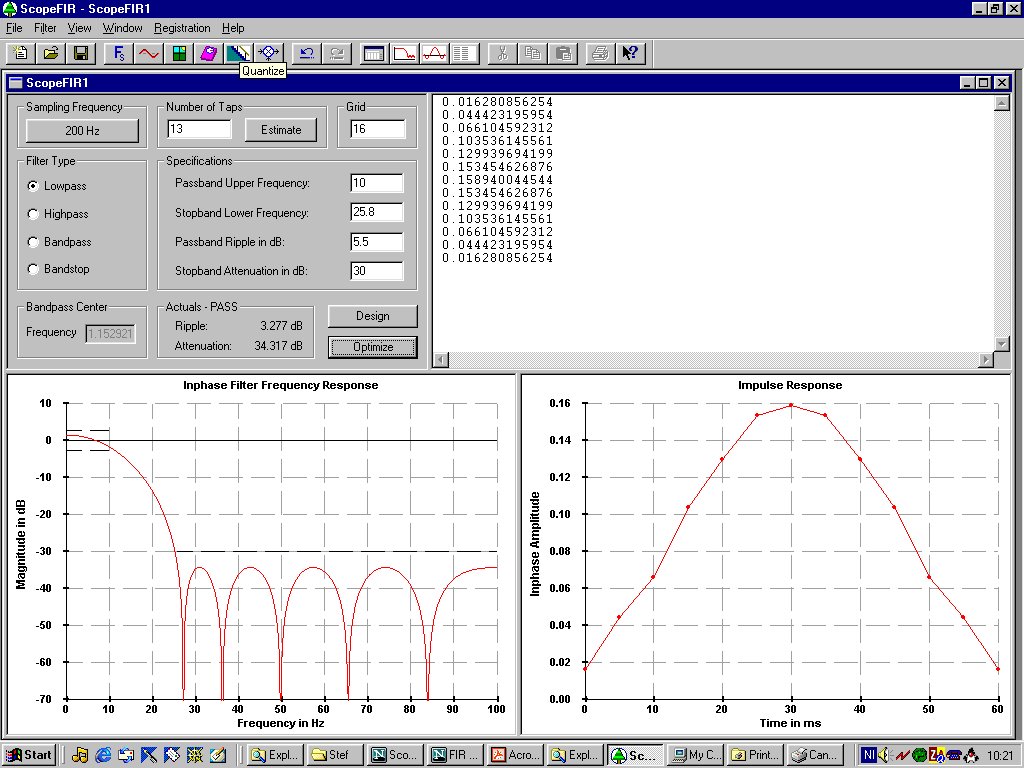 ScopeFIR - ScopeFIR1
File Filter View Window Registration Help
Fs
Quantize
ScopeFIR1
Sampling Frequency
200 Hz
Number of Taps
13 Estimate
Grid
16
Filter Type
Lowpass
Highpass
Bandpass
Bandstop
Specifications
Passband Upper Frequency: 10
Stopband Lower Frequency: 25.8
Passband Ripple in dB: 5.5
Stopband Attenuation in dB: 30
Bandpass Center
Frequency 1.152921
Actuals - PASS
Ripple: 3.277 dB
Attenuation: 34.317 dB
Design
Optimize
0.016280856254
0.044423195954
0.066104592312
0.103536145561
0.129939694199
0.153454626876
0.158940044544
0.153454626876
0.129939694199
0.103536145561
0.066104592312
0.044423195954
0.016280856254
Inphase Filter Frequency Response
10
0
-10
-20
-30
-40
-50
-60
-70
Magnitude in dB
0 10 20 30 40 50 60 70 80 90 100
Frequency in Hz
Impulse Response
0.16
0.14
0.12
0.10
0.08
0.06
0.04
0.02
0.00
Inphase Amplitude
0 10 20 30 40 50 60
Time in ms
Start Expl... Stef Sco... FIR ... Acro... Expl... Sc... My C... Print... Can... NI 10:21